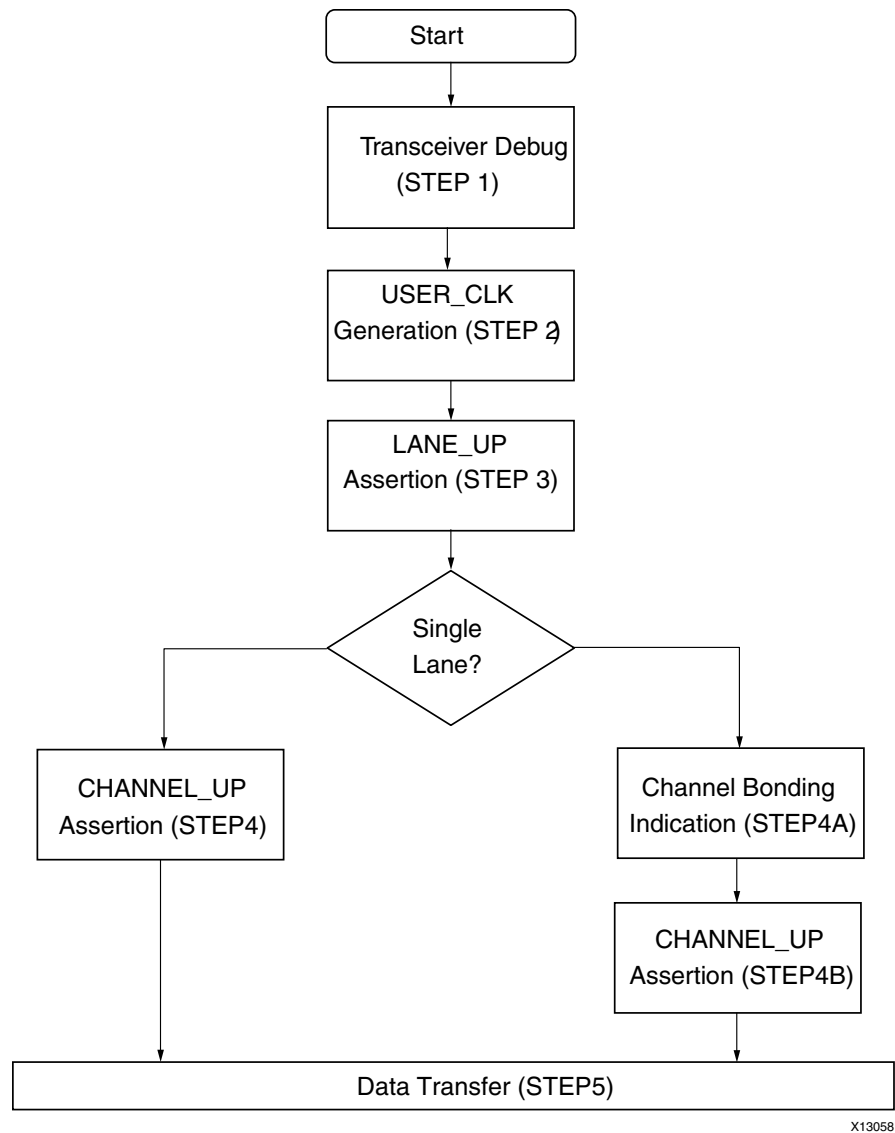 Start
Transceiver Debug
(STEP 1)
USER_CLK
Generation (STEP 2)
LANE_UP
Assertion (STEP 3)
Single
Lane?
CHANNEL_UP
Assertion (STEP4)
Channel Bonding
Indication (STEP4A)
CHANNEL_UP
Assertion (STEP4B)
Data Transfer (STEP5)
X13058